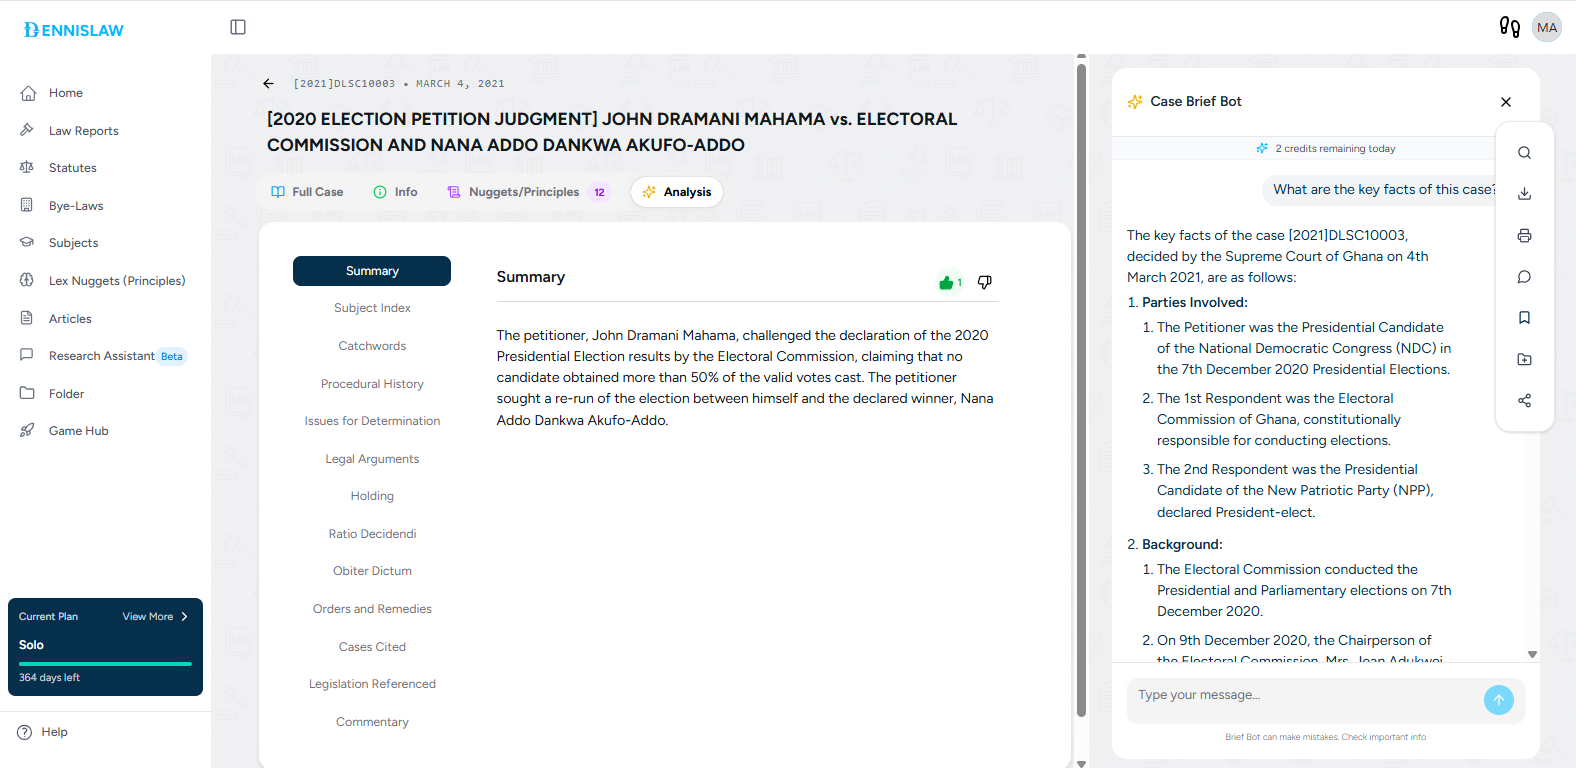 DENNISLAW
MA
Home
Law Reports
Statutes
Bye-Laws
Subjects
Lex Nuggets (Principles)
Articles
Research Assistant Beta
Folder
Game Hub
Current Plan View More
Solo
364 days left
Help
[2021]DLSC10003 • MARCH 4, 2021
[2020 ELECTION PETITION JUDGMENT] JOHN DRAMANI MAHAMA vs. ELECTORAL
COMMISSION AND NANA ADDO DANKWA AKUFO-ADDO
Full Case Info Nuggets/Principles 12 Analysis
Summary
Subject Index
Catchwords
Procedural History
Issues for Determination
Legal Arguments
Holding
Ratio Decidendi
Obiter Dictum
Orders and Remedies
Cases Cited
Legislation Referenced
Commentary
Summary
1
The petitioner, John Dramani Mahama, challenged the declaration of the 2020
Presidential Election results by the Electoral Commission, claiming that no
candidate obtained more than 50% of the valid votes cast. The petitioner
sought a re-run of the election between himself and the declared winner, Nana
Addo Dankwa Akufo-Addo.
Case Brief Bot
2 credits remaining today
What are the key facts of this case?
The key facts of the case [2021]DLSC10003,
decided by the Supreme Court of Ghana on 4th
March 2021, are as follows:
1. Parties Involved:
1. The Petitioner was the Presidential Candidate
of the National Democratic Congress (NDC) in
the 7th December 2020 Presidential Elections.
2. The 1st Respondent was the Electoral
Commission of Ghana, constitutionally
responsible for conducting elections.
3. The 2nd Respondent was the Presidential
Candidate of the New Patriotic Party (NPP),
declared President-elect.
2. Background:
1. The Electoral Commission conducted the
Presidential and Parliamentary elections on 7th
December 2020.
2. On 9th December 2020, the Chairperson of
the Electoral Commission, Mrs. Jean Adukwei
Type your message...
Brief Bot can make mistakes. Check important info